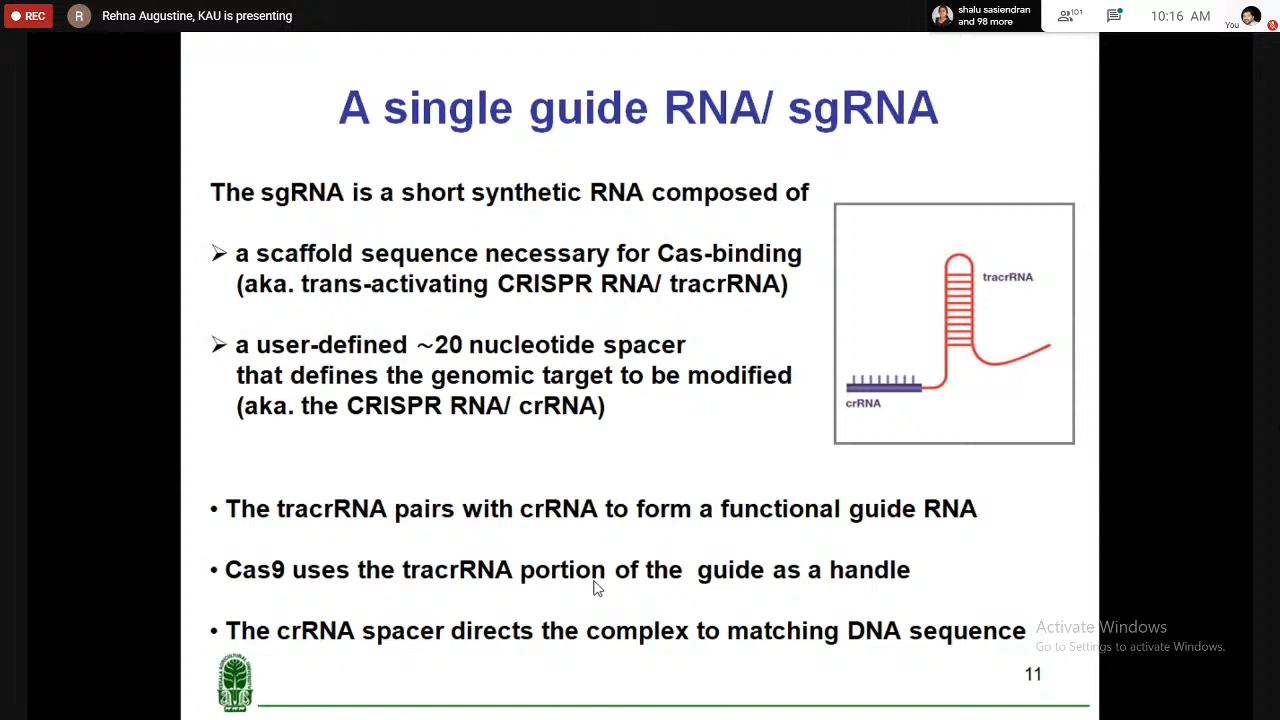 REC
R
Rehna Augustine, KAU is presenting
shalu sasiendran
and 98 more
101
10:16 AM
You
A single guide RNA/ sgRNA
The sgRNA is a short synthetic RNA composed of
➢ a scaffold sequence necessary for Cas-binding
(aka. trans-activating CRISPR RNA/ tracrRNA)
➢ a user-defined ~20 nucleotide spacer
that defines the genomic target to be modified
(aka. the CRISPR RNA/ crRNA)
tracrRNA
crRNA
• The tracrRNA pairs with crRNA to form a functional guide RNA
• Cas9 uses the tracrRNA portion of the guide as a handle
• The crRNA spacer directs the complex to matching DNA sequence
Activate Windows
Go to Settings to activate Windows.
11